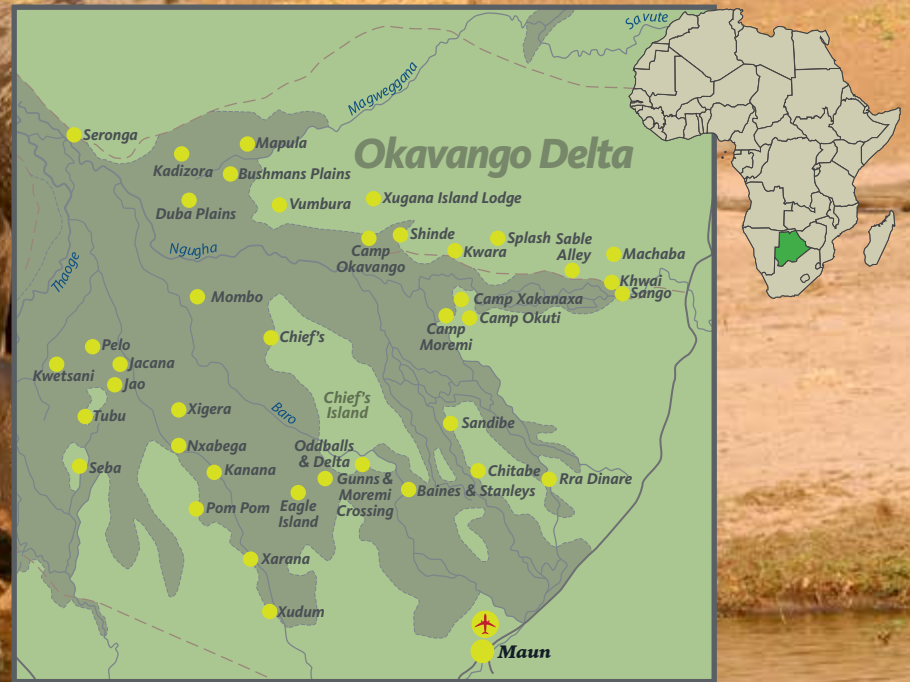 Savute
Magweggana
Seronga
Mapula
Okavango Delta
Kadizora
Bushmans Plains
Duba Plains
Vumbura
Xugana Island Lodge
Ngugha
Thaoge
Shinde
Camp
Okavango
Kwara
Splash
Sable
Alley
Machaba
Khwai
Sango
Mombo
Camp Xakanaxa
Camp Okuti
Camp
Moremi
Chief's
Pelo
Jacana
Kwetsani
Jao
Tubu
Xigera
Baro
Chief's
Island
Sandibe
Nxabega
Oddballs
& Delta
Seba
Kanana
Gunns &
Moremi
Crossing
Chitabe
Rra Dinare
Baines & Stanleys
Pom Pom
Eagle
Island
Xarana
Xudum
Maun